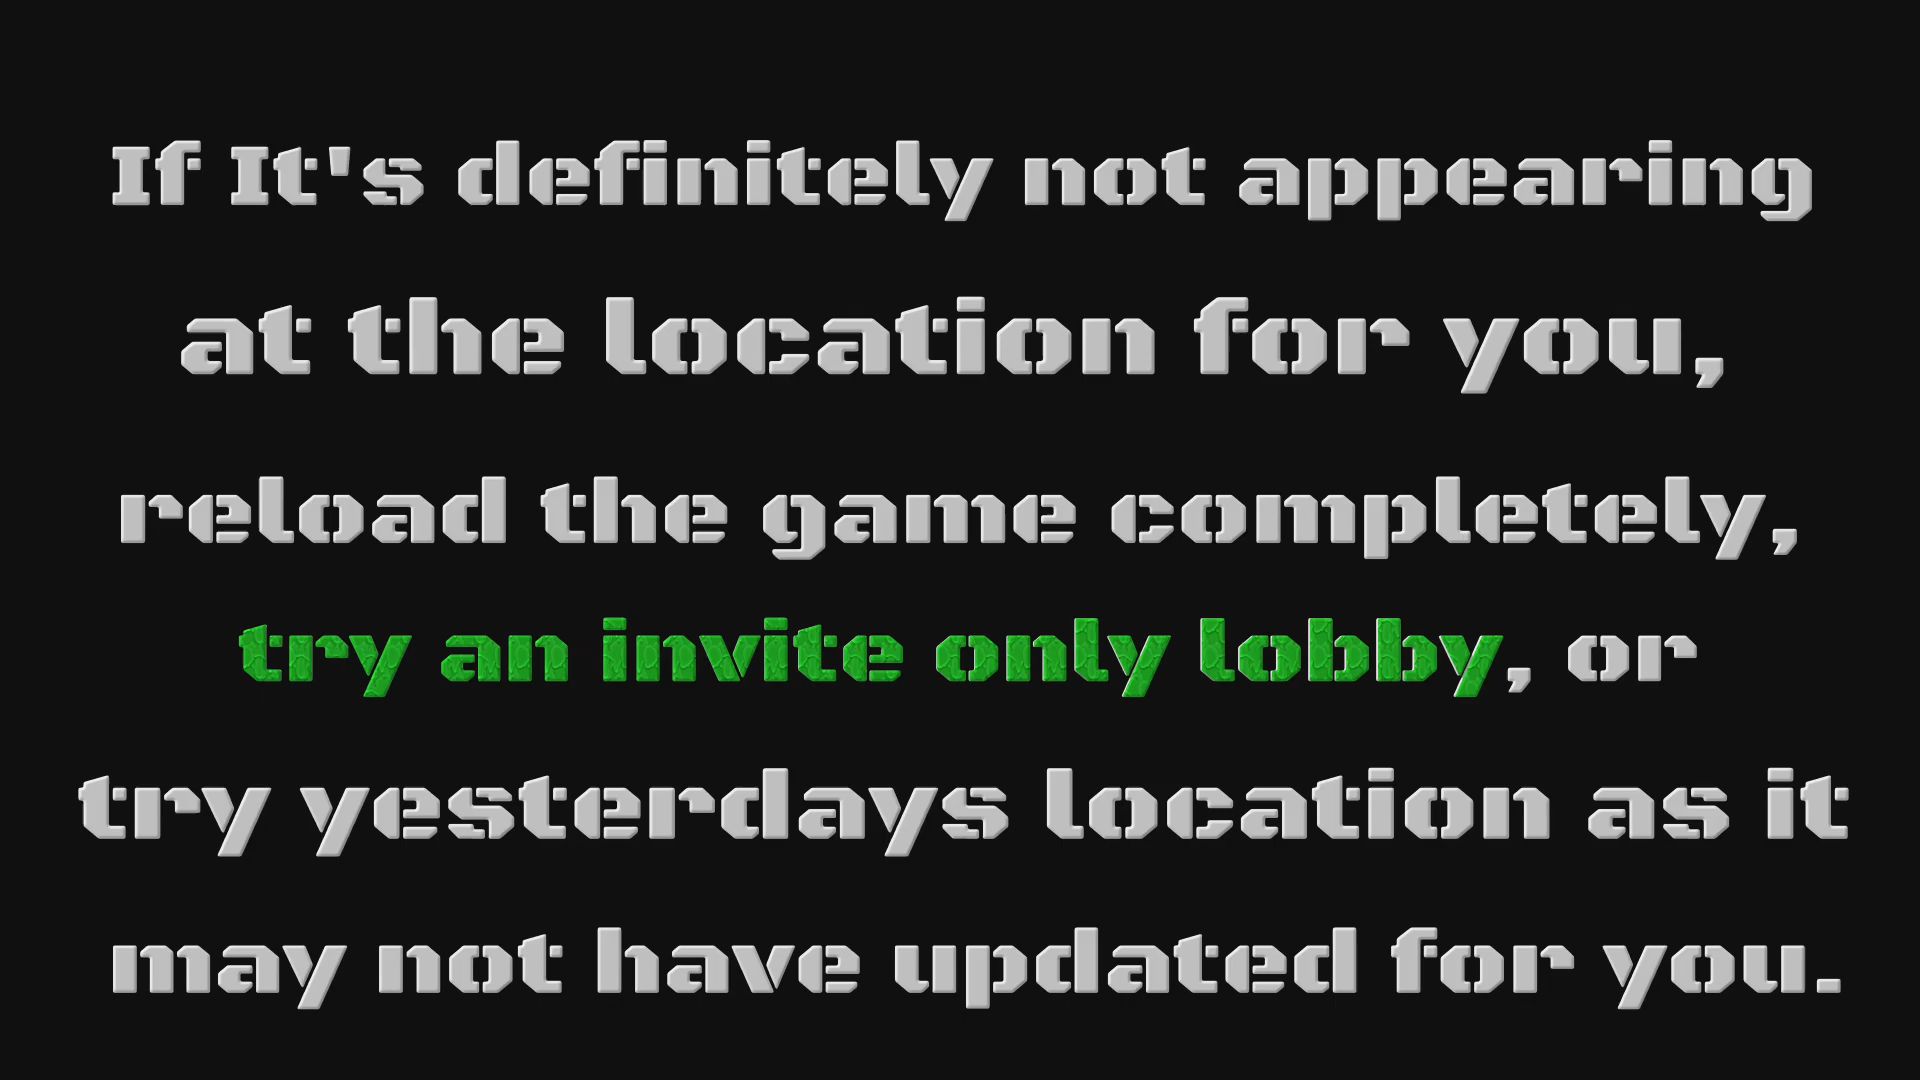 If It's definitely not appearing
at the location for you,
reload the game completely,
try an invite only lobby, or
try yesterdays location as it
may not have updated for you.